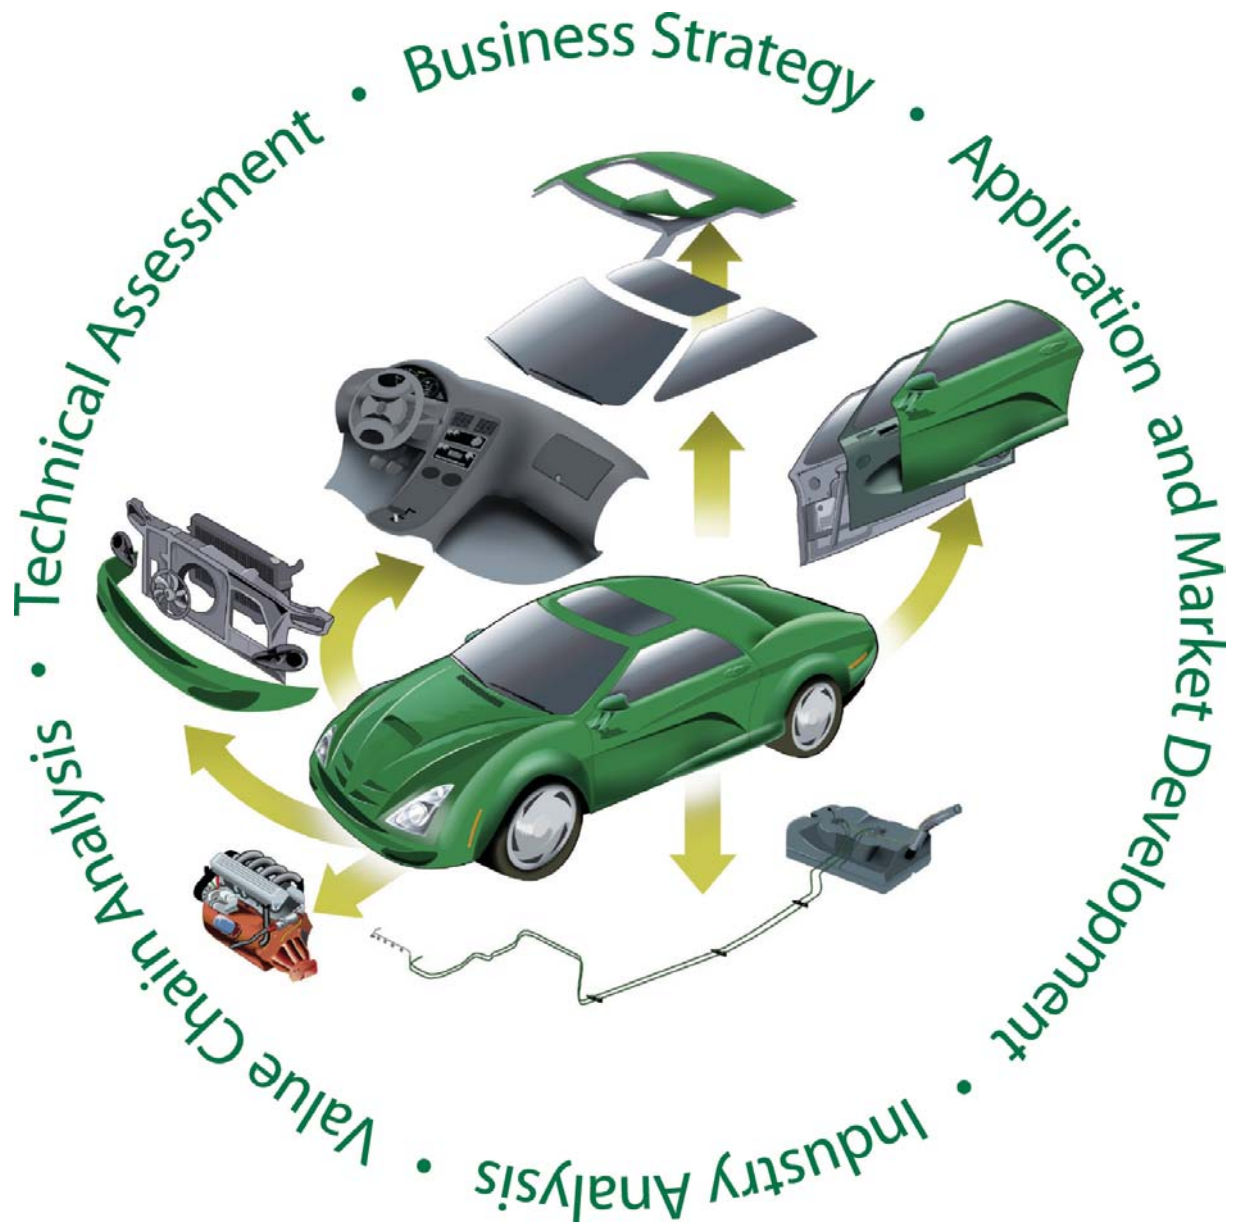 Business Strategy • Application and Market Development • Industry Analysis • Value Chain Analysis • Technical Assessment •